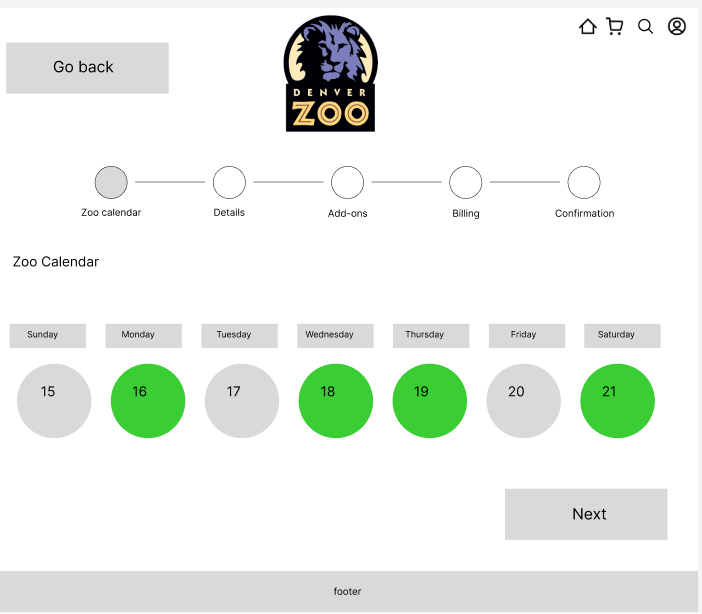 Go back
DENVER
ZOO
Zoo calendar
Details
Add-ons
Billing
Confirmation
Zoo Calendar
Sunday
Monday
Tuesday
Wednesday
Thursday
Friday
Saturday
15
16
17
18
19
20
21
Next
footer